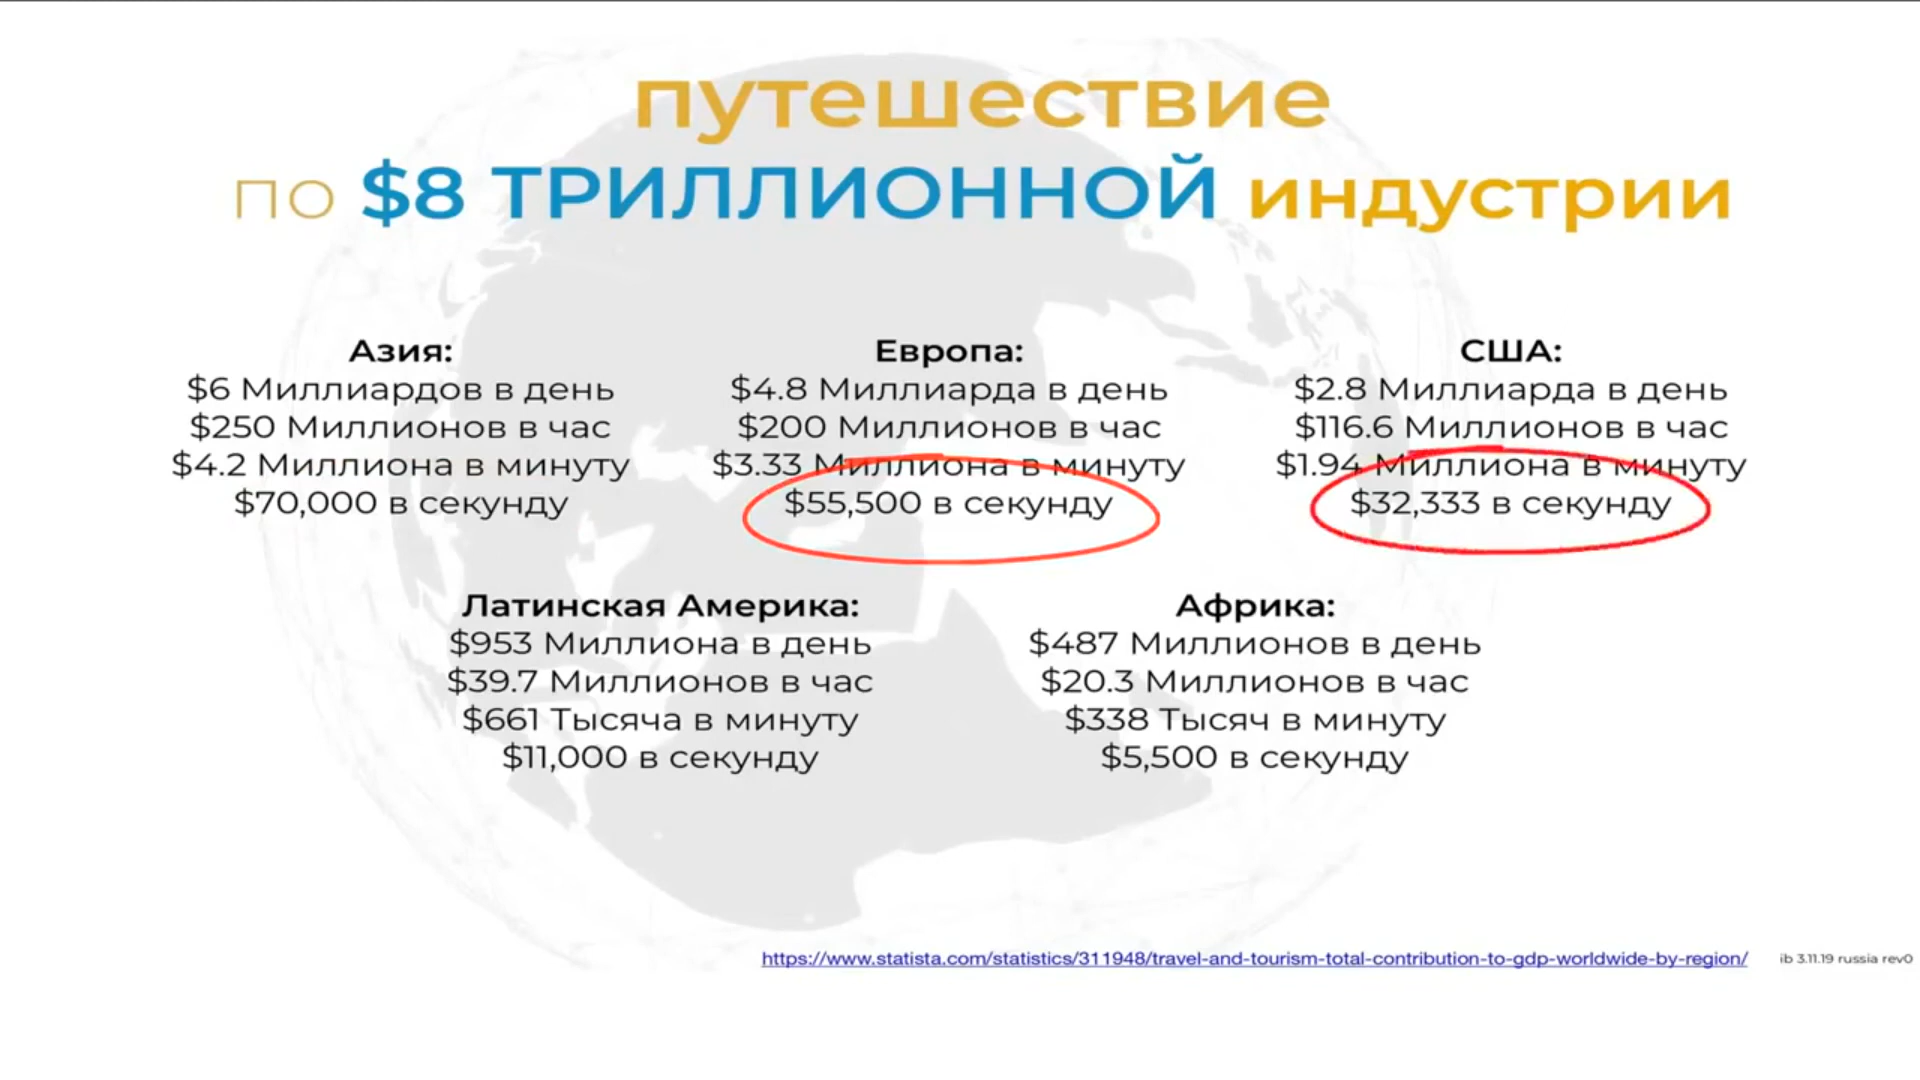 путешествие
по $8 ТРИЛЛИОННОЙ индустрии
Азия:
$6 Миллиардов в день
$250 Миллионов в час
$4.2 Миллиона в минуту
$70,000 в секунду
Европа:
$4.8 Миллиарда в день
$200 Миллионов в час
$3.33 Миллиона в минуту
$55,500 в секунду
США:
$2.8 Миллиарда в день
$116.6 Миллионов в час
$1.94 Миллиона в минуту
$32,333 в секунду
Латинская Америка:
$953 Миллиона в день
$39.7 Миллионов в час
$661 Тысяча в минуту
$11,000 в секунду
Африка:
$487 Миллионов в день
$20.3 Миллионов в час
$338 Тысяч в минуту
$5,500 в секунду
https://www.statista.com/statistics/311948/travel-and-tourism-total-contribution-to-gdp-worldwide-by-region/
ib 3.11.19 russia rev0